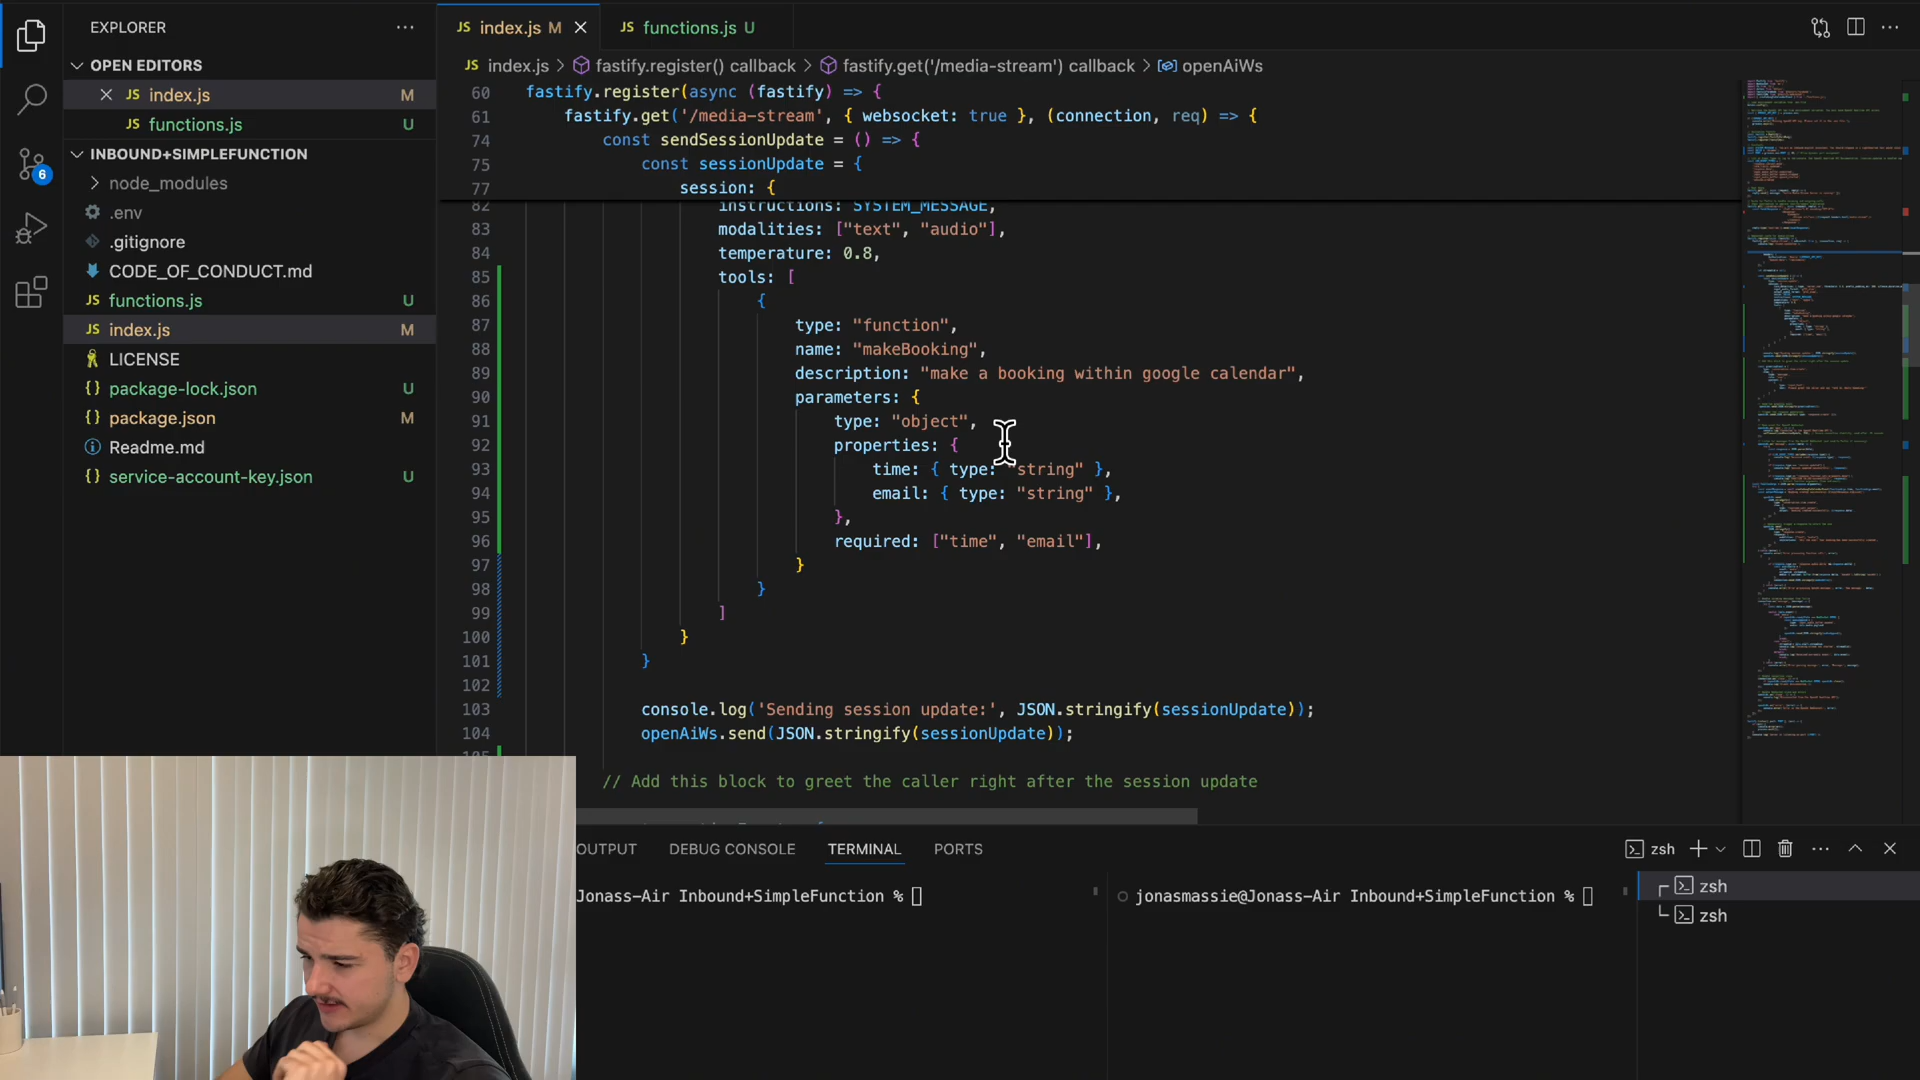 EXPLORER
OPEN EDITORS
JS index.js M
JS functions.js U
INBOUND+SIMPLEFUNCTION
node_modules
.env
.gitignore
CODE_OF_CONDUCT.md
JS functions.js U
JS index.js M
LICENSE
{} package-lock.json U
{} package.json M
Readme.md
{} service-account-key.json U
6
JS index.js M
JS functions.js U
JS index.js > fastify.register() callback > fastify.get('/media-stream') callback > openAiWs
60 fastify.register(async (fastify) => {
61 fastify.get('/media-stream', { websocket: true }, (connection, req) => {
74 const sendSessionUpdate = () => {
75 const sessionUpdate = {
77 session: {
82 instructions: SYSTEM_MESSAGE,
83 modalities: ["text", "audio"],
84 temperature: 0.8,
85 tools: [
86 {
87 type: "function",
88 name: "makeBooking",
89 description: "make a booking within google calendar",
90 parameters: {
91 type: "object",
92 properties: {
93 time: { type: "string" },
94 email: { type: "string" },
95 },
96 required: ["time", "email"],
97 }
98 }
99 ]
100 }
101 }
102
103 console.log('Sending session update:', JSON.stringify(sessionUpdate));
104 openAiWs.send(JSON.stringify(sessionUpdate));
// Add this block to greet the caller right after the session update
OUTPUT DEBUG CONSOLE TERMINAL PORTS
zsh
Jonass-Air Inbound+SimpleFunction %
jonasmassie@Jonass-Air Inbound+SimpleFunction %
zsh
zsh